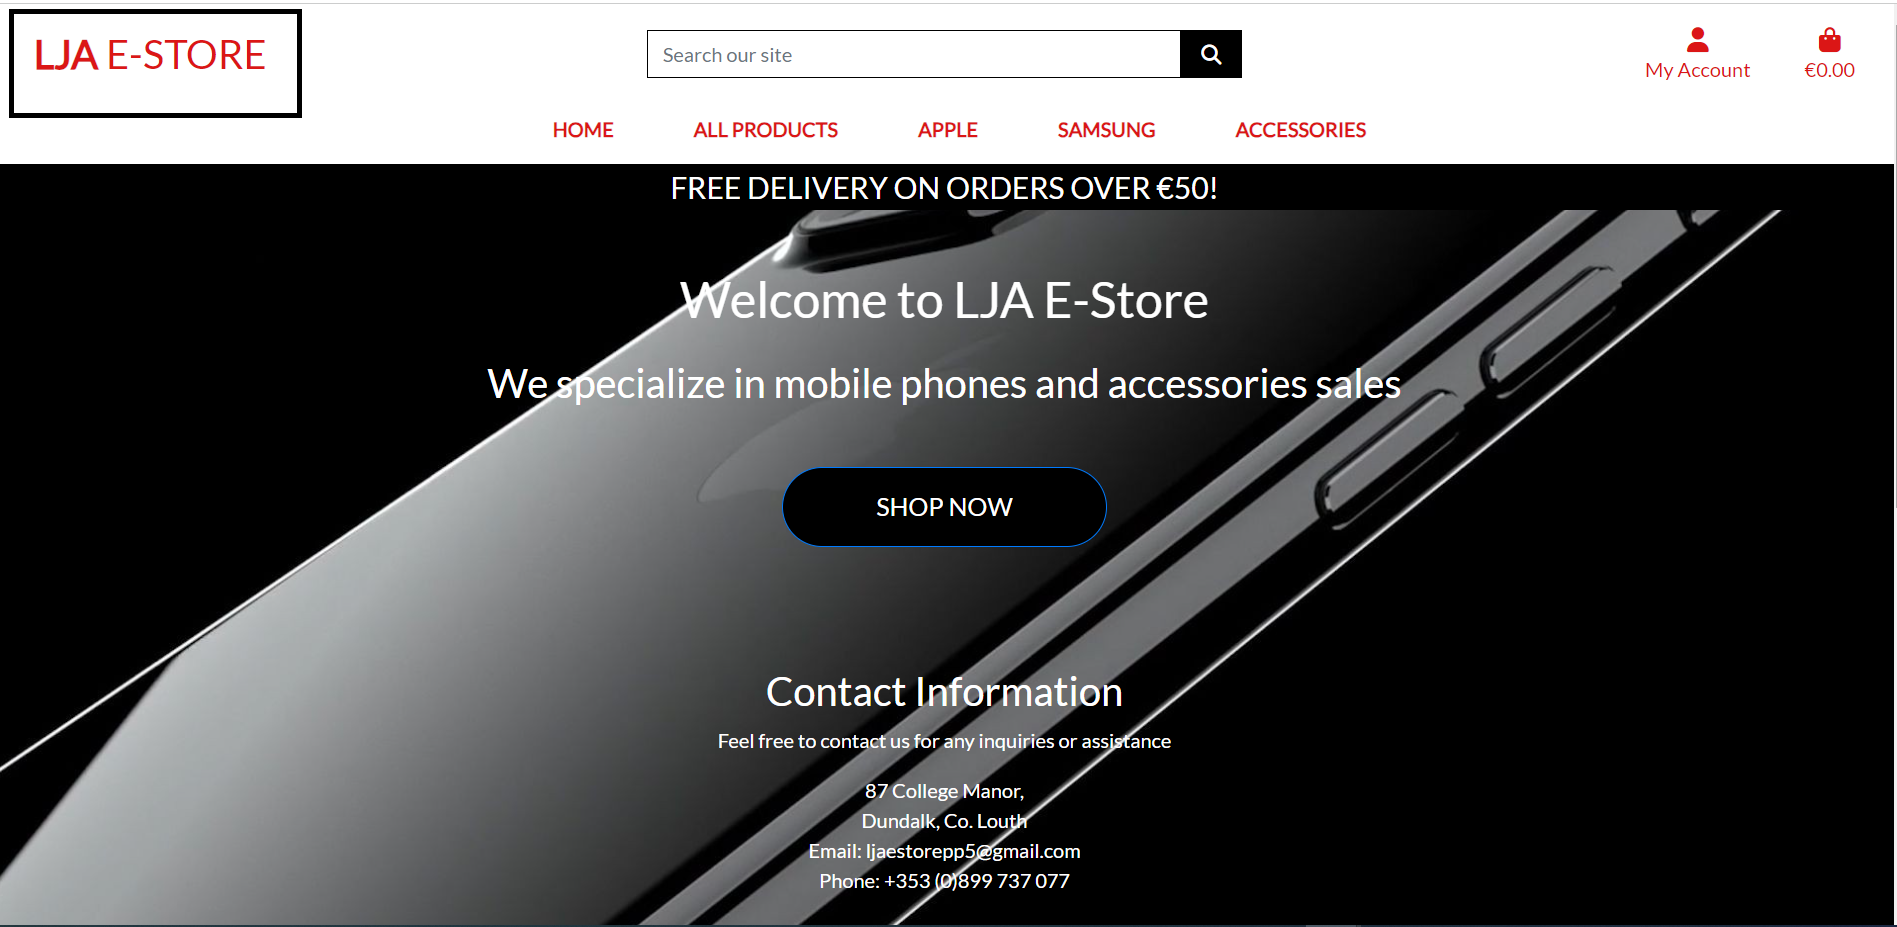 LJA E-STORE
Search our site
My Account
€0.00
HOME
ALL PRODUCTS
APPLE
SAMSUNG
ACCESSORIES
FREE DELIVERY ON ORDERS OVER €50!
Welcome to LJA E-Store
We specialize in mobile phones and accessories sales
SHOP NOW
Contact Information
Feel free to contact us for any inquiries or assistance
87 College Manor,
Dundalk, Co. Louth
Email: ljaestorepp5@gmail.com
Phone: +353 (0)899 737 077